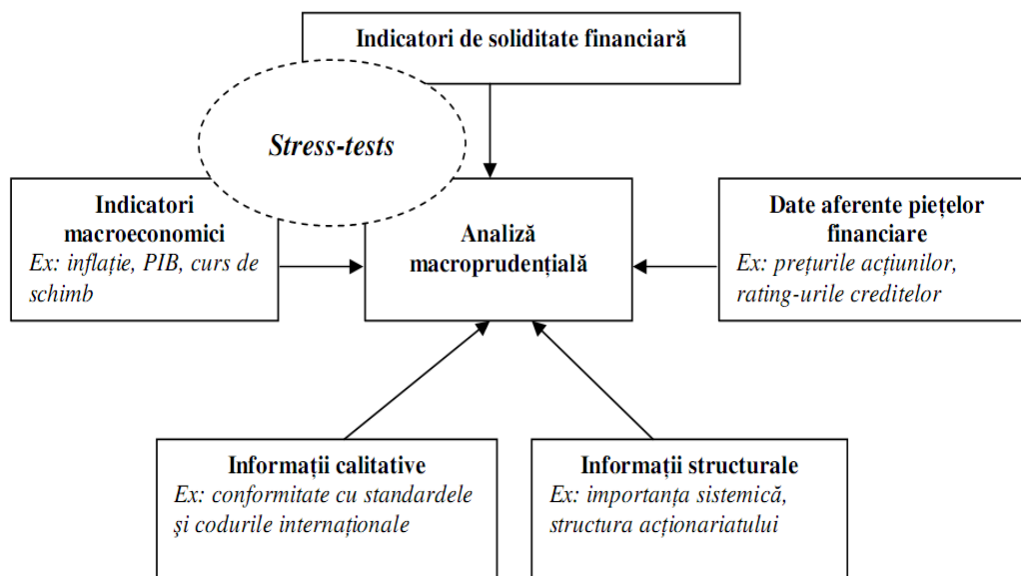 Indicatori de soliditate financiară
Stress-tests
Indicatori
macroeconomici
Ex: inflație, PIB, curs de
schimb
Analiză
macroprudențială
Date aferente piețelor
financiare
Ex: prețurile acțiunilor,
rating-urile creditelor
Informații calitative
Ex: conformitate cu standardele
şi codurile internaționale
Informații structurale
Ex: importanța sistemică,
structura acționariatului